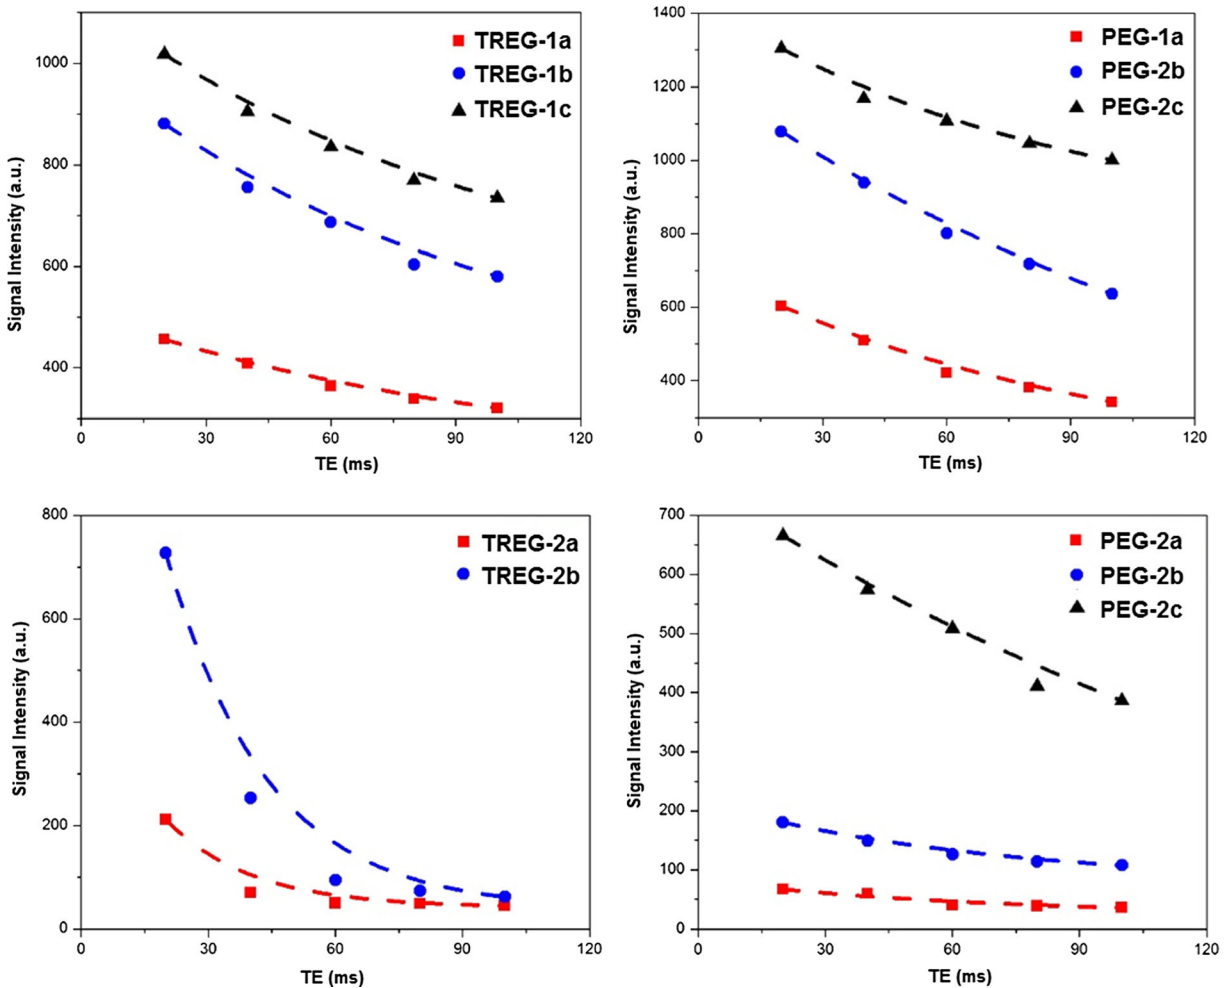 1000
800
600
400
0
30
60
90
120
Signal Intensity (a.u.)
TE (ms)
TREG-1a
TREG-1b
TREG-1c
1400
1200
1000
800
600
400
0
30
60
90
120
Signal Intensity (a.u.)
TE (ms)
PEG-1a
PEG-2b
PEG-2c
800
600
400
200
0
0
30
60
90
120
Signal Intensity (a.u.)
TE (ms)
TREG-2a
TREG-2b
700
600
500
400
300
200
100
0
0
30
60
90
120
Signal Intensity (a.u.)
TE (ms)
PEG-2a
PEG-2b
PEG-2c